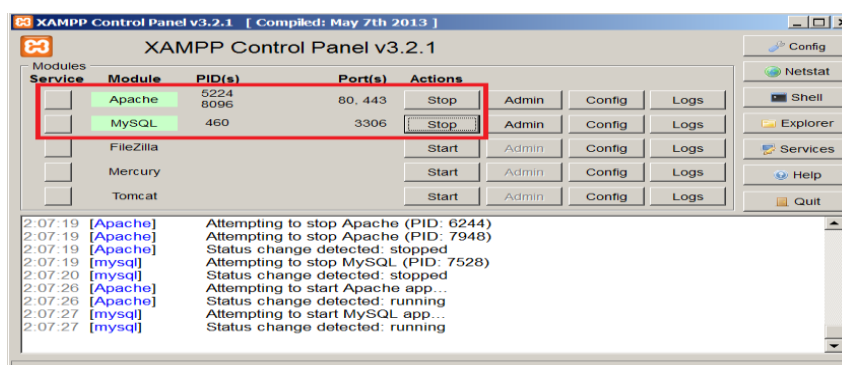 XAMPP Control Panel v3.2.1 [ Compiled: May 7th 2013 ]
XAMPP Control Panel v3.2.1
Config
Modules
Service Module PID(s) Port(s) Actions
Netstat
Apache 5224 8096 80, 443 Stop Admin Config Logs
Shell
MySQL 460 3306 Stop Admin Config Logs
Explorer
FileZilla Start Admin Config Logs
Services
Mercury Start Admin Config Logs
Help
Tomcat Start Admin Config Logs
Quit
2:07:19 [Apache] Attempting to stop Apache (PID: 6244)
2:07:19 [Apache] Attempting to stop Apache (PID: 7948)
2:07:19 [Apache] Status change detected: stopped
2:07:19 [mysql] Attempting to stop MySQL (PID: 7528)
2:07:20 [mysql] Status change detected: stopped
2:07:26 [Apache] Attempting to start Apache app...
2:07:26 [Apache] Status change detected: running
2:07:27 [mysql] Attempting to start MySQL app...
2:07:27 [mysql] Status change detected: running